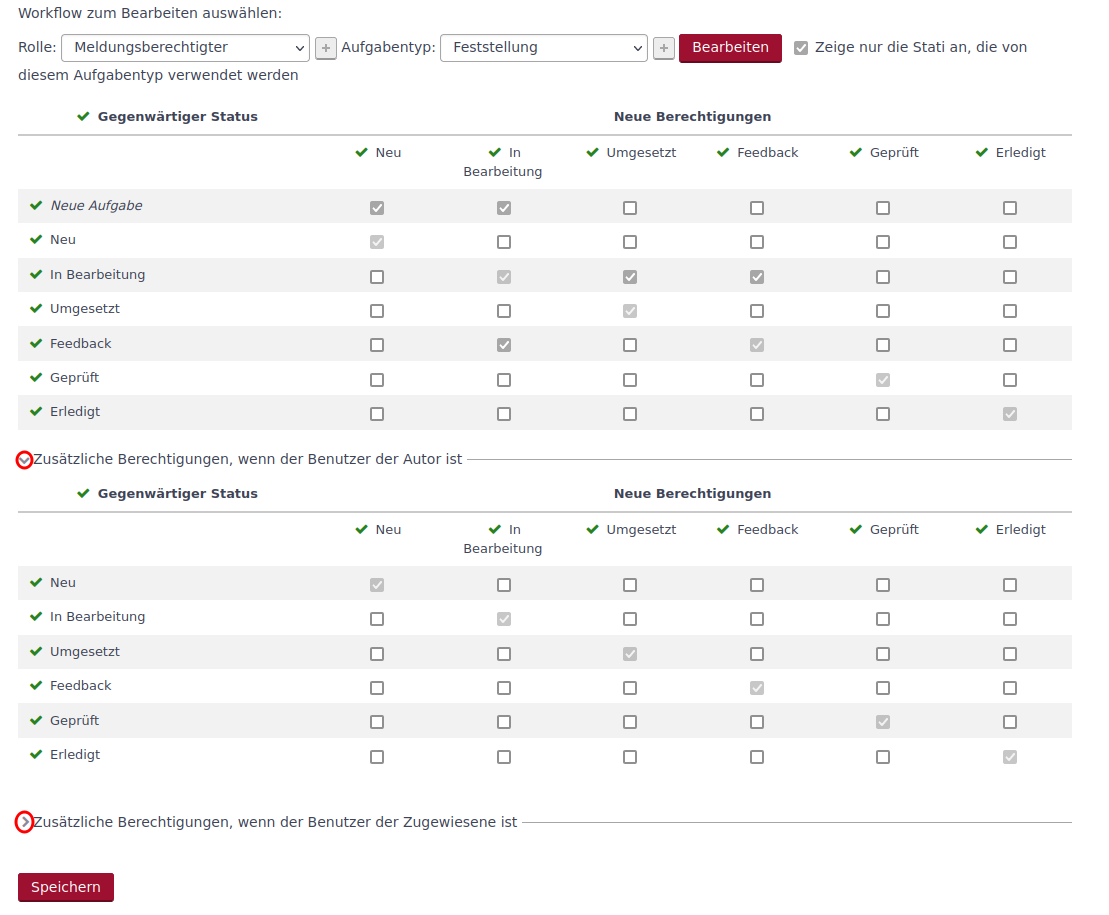 Workflow zum Bearbeiten auswählen:
Rolle: Meldungsberechtigter + Aufgabentyp: Feststellung + Bearbeiten Zeige nur die Stati an, die von
diesem Aufgabentyp verwendet werden
Gegenwärtiger Status Neue Berechtigungen
Neu In Umgesetzt Feedback Geprüft Erledigt
Bearbeitung
Neue Aufgabe
Neu
In Bearbeitung
Umgesetzt
Feedback
Geprüft
Erledigt
Zusätzliche Berechtigungen, wenn der Benutzer der Autor ist
Gegenwärtiger Status Neue Berechtigungen
Neu In Umgesetzt Feedback Geprüft Erledigt
Bearbeitung
Neu
In Bearbeitung
Umgesetzt
Feedback
Geprüft
Erledigt
Zusätzliche Berechtigungen, wenn der Benutzer der Zugewiesene ist
Speichern